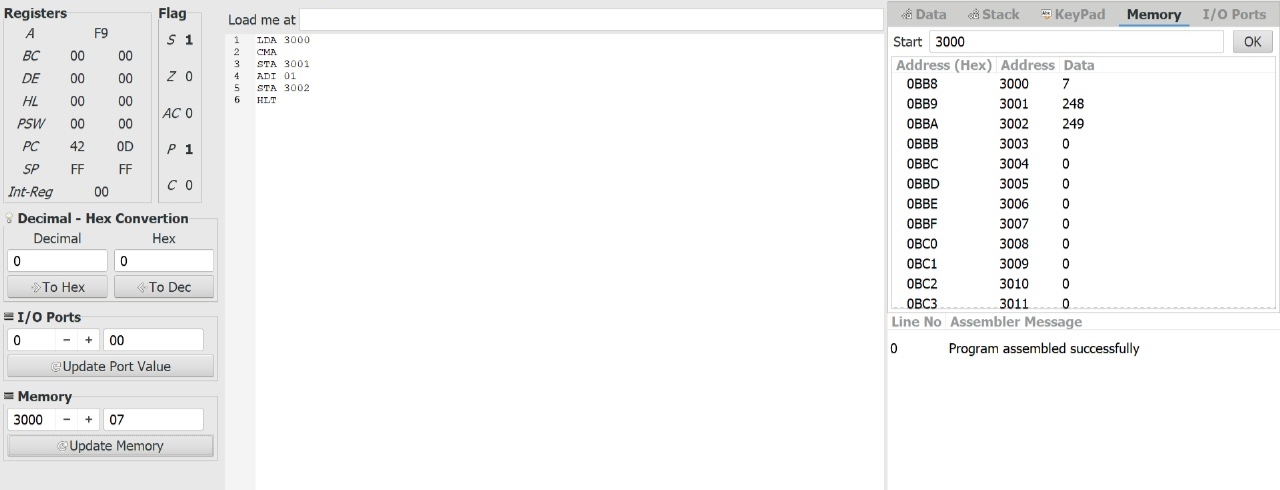 Registers
A F9
BC 00 00
DE 00 00
HL 00 00
PSW 00 00
PC 42 0D
SP FF FF
Int-Reg 00
Flag
S 1
Z 0
AC 0
P 1
C 0
Decimal - Hex Convertion
Decimal Hex
0 0
To Hex To Dec
I/O Ports
0 − + 00
Update Port Value
Memory
3000 − + 07
Update Memory
Load me at
1 LDA 3000
2 CMA
3 STA 3001
4 ADI 01
5 STA 3002
6 HLT
Data Stack KeyPad Memory I/O Ports
Start 3000 OK
Address (Hex) Address Data
0BB8 3000 7
0BB9 3001 248
0BBA 3002 249
0BBB 3003 0
0BBC 3004 0
0BBD 3005 0
0BBE 3006 0
0BBF 3007 0
0BC0 3008 0
0BC1 3009 0
0BC2 3010 0
0BC3 3011 0
Line No Assembler Message
0 Program assembled successfully